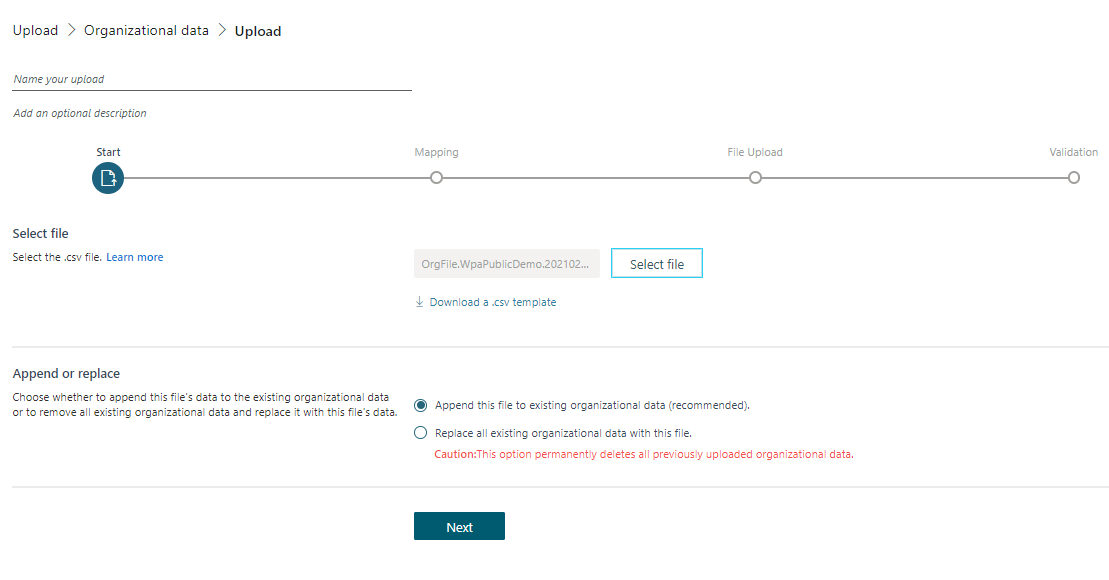 Upload > Organizational data > Upload
Name your upload
Add an optional description
Start
Mapping
File Upload
Validation
Select file
Select the .csv file. Learn more
OrgFile.WpaPublicDemo.202102...
Select file
Download a .csv template
Append or replace
Choose whether to append this file's data to the existing organizational data
or to remove all existing organizational data and replace it with this file's data.
Append this file to existing organizational data (recommended).
Replace all existing organizational data with this file.
Caution:This option permanently deletes all previously uploaded organizational data.
Next